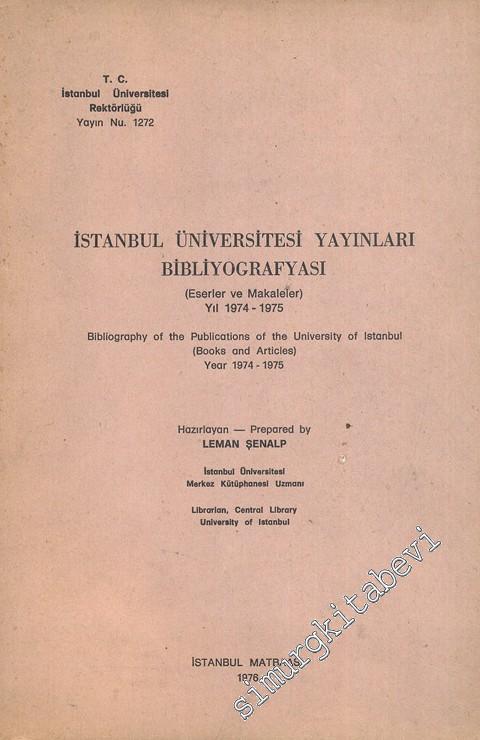 T. C.
İstanbul Üniversitesi
Rektörlüğü
Yayın Nu. 1272
İSTANBUL ÜNİVERSİTESİ YAYINLARI
BİBLİYOGRAFYASI
(Eserler ve Makaleler)
Yıl 1974 - 1975
Bibliography of the Publications of the University of Istanbul
(Books and Articles)
Year 1974 - 1975
Hazırlayan — Prepared by
LEMAN ŞENALP
İstanbul Üniversitesi
Merkez Kütüphanesi Uzmanı
Librarian, Central Library
University of Istanbul
İSTANBUL MATBAASI
1976
simurgkitabevi